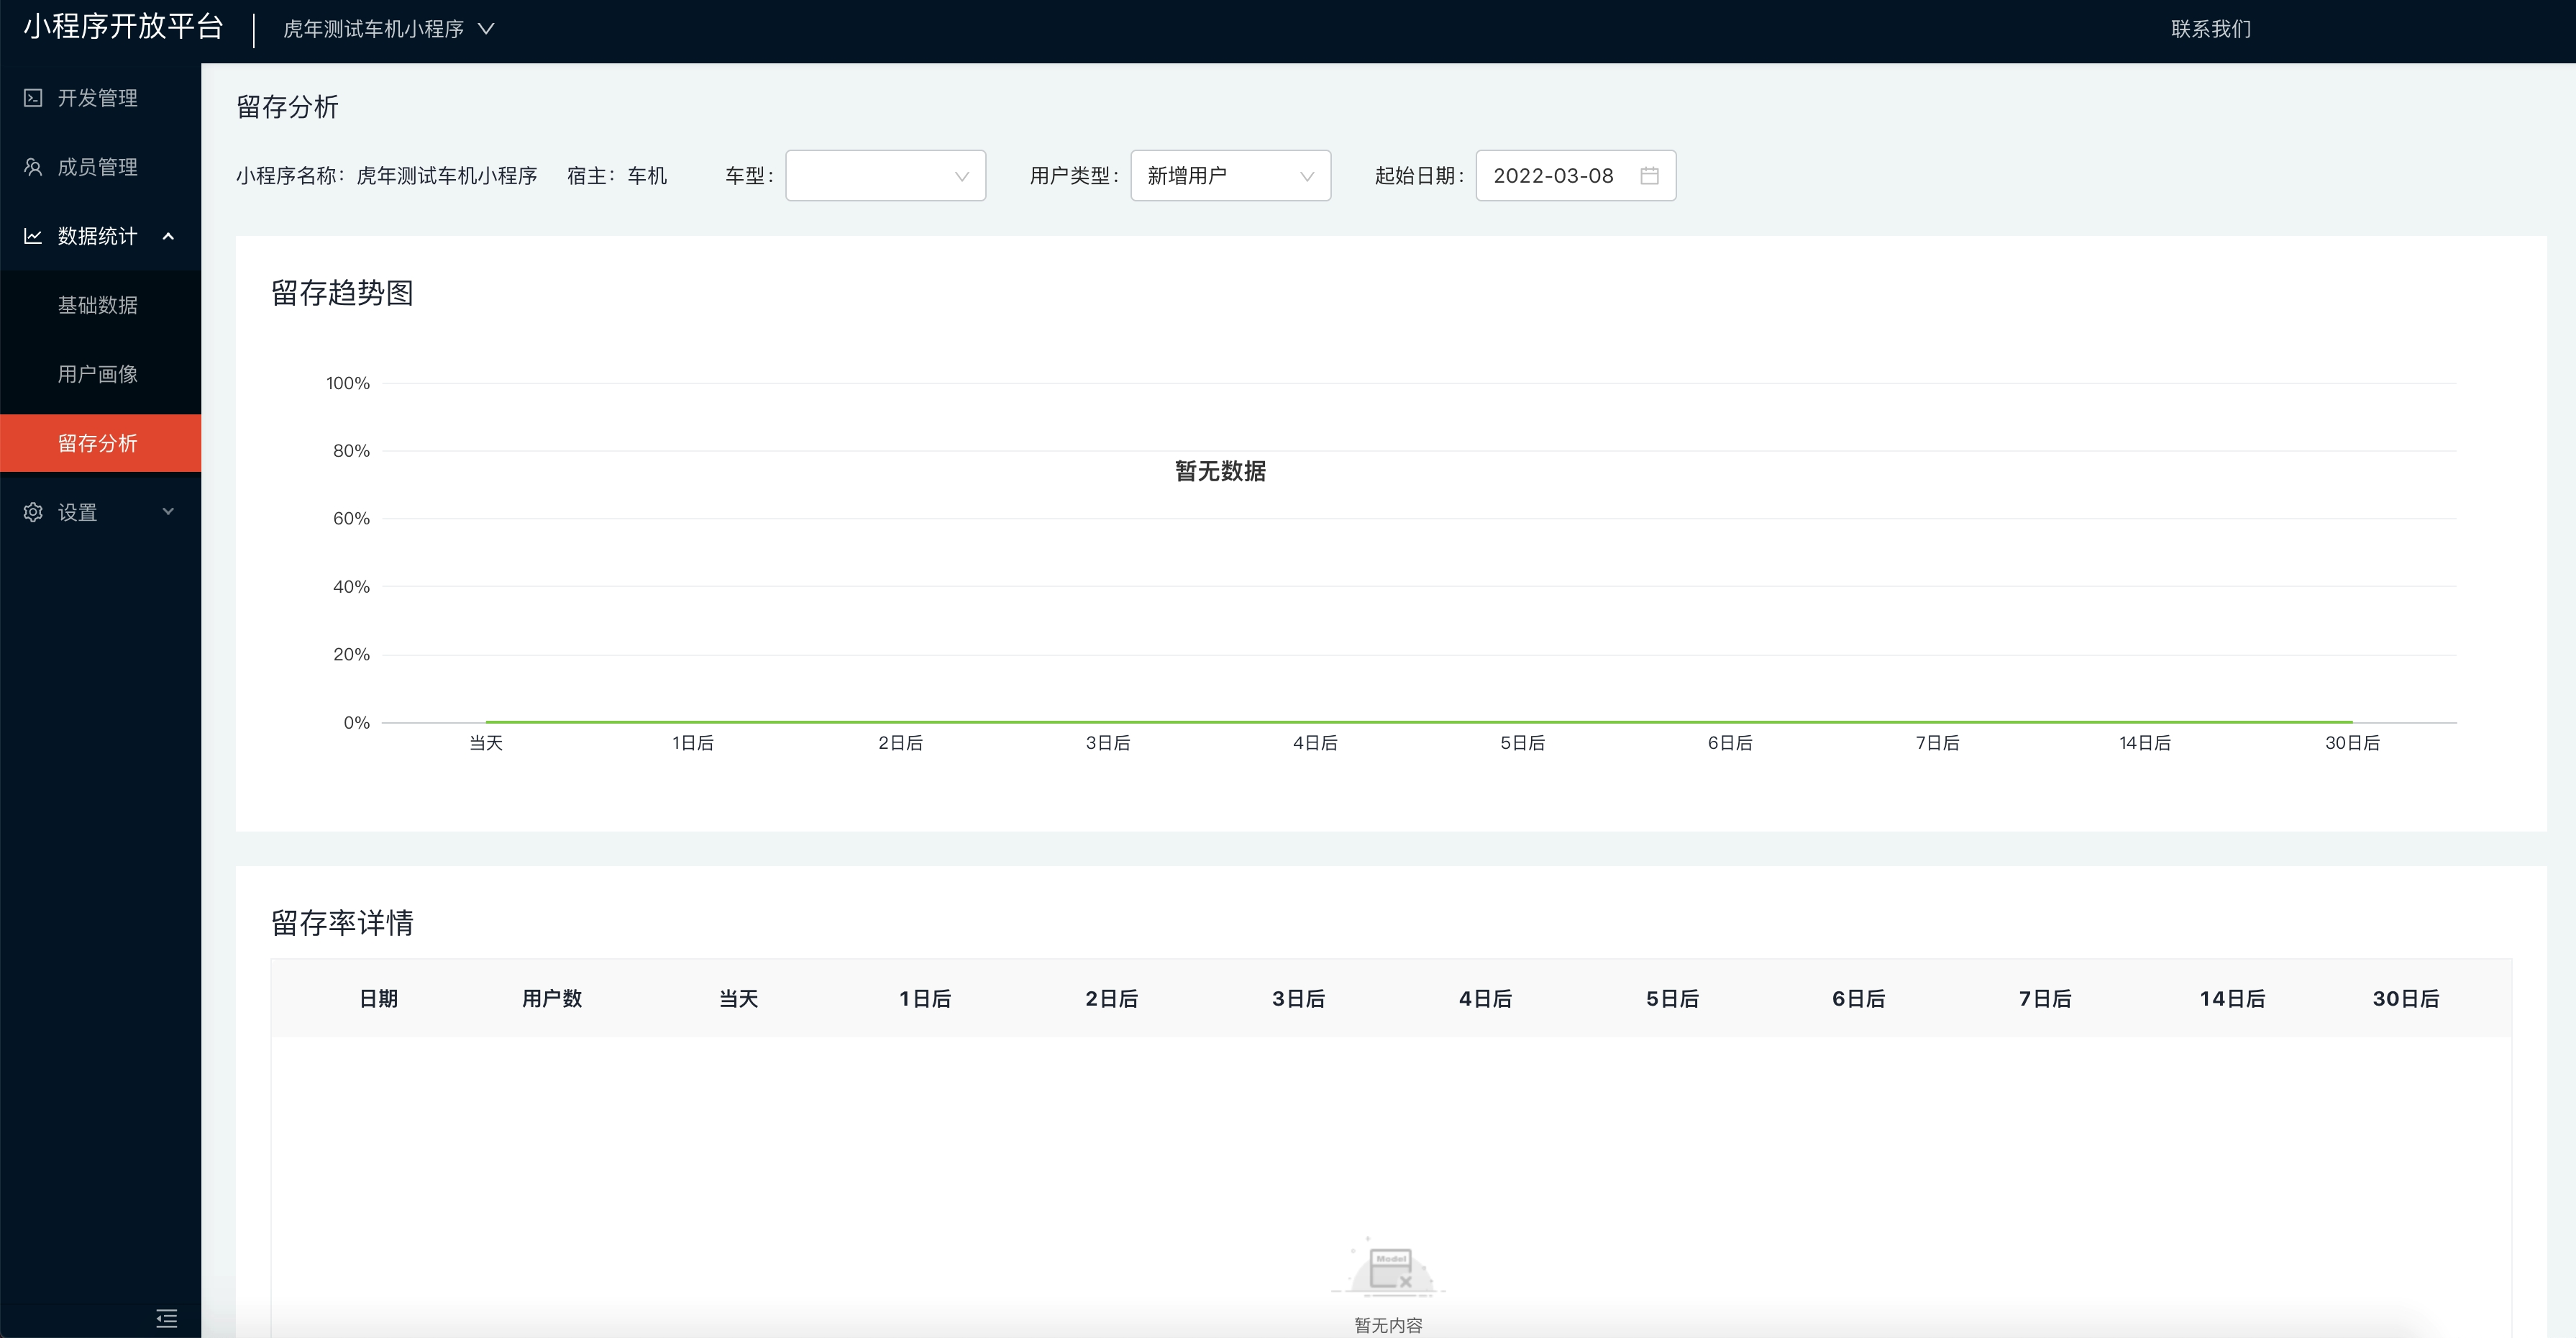 小程序开放平台
虎年测试车机小程序
联系我们
开发管理
成员管理
数据统计
基础数据
用户画像
留存分析
设置
留存分析
小程序名称：虎年测试车机小程序 宿主：车机 车型： 用户类型： 新增用户 起始日期： 2022-03-08
留存趋势图
100%
80%
暂无数据
60%
40%
20%
0%
当天 1日后 2日后 3日后 4日后 5日后 6日后 7日后 14日后 30日后
留存率详情
日期 用户数 当天 1日后 2日后 3日后 4日后 5日后 6日后 7日后 14日后 30日后
Model
暂无内容